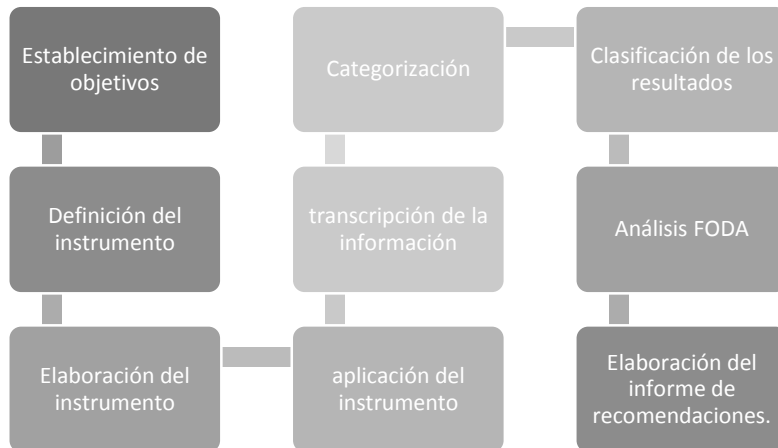 Establecimiento de
objetivos
Definición del
instrumento
Elaboración del
instrumento
aplicación del
instrumento
transcripción de la
información
Categorización
Clasificación de los
resultados
Análisis FODA
Elaboración del
informe de
recomendaciones.